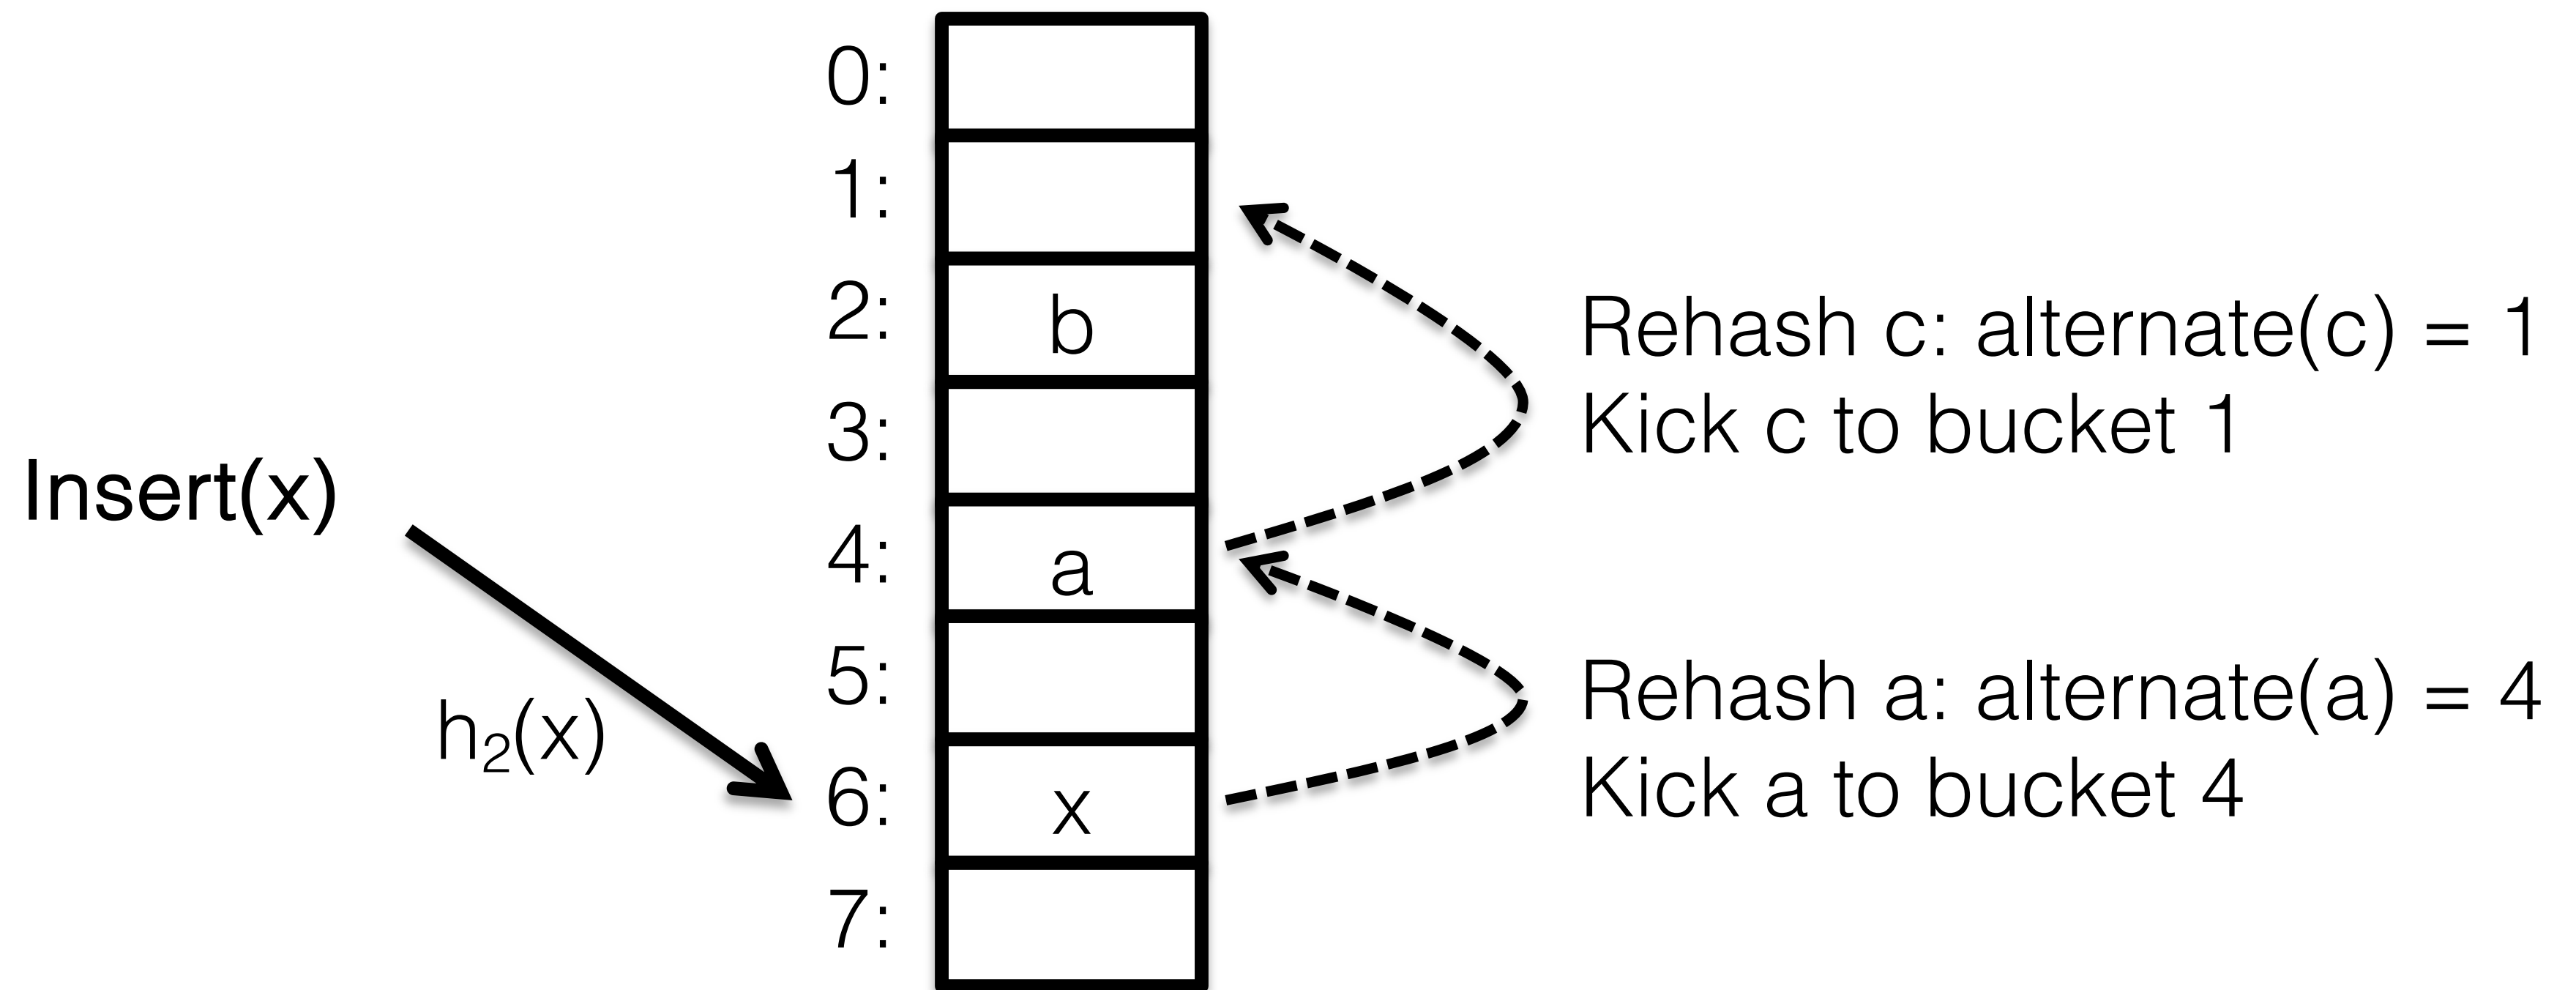 0:
1:
2: b
3:
4: a
5:
6: x
7:
Insert(x)
h₂(x)
Rehash c: alternate(c) = 1
Kick c to bucket 1
Rehash a: alternate(a) = 4
Kick a to bucket 4